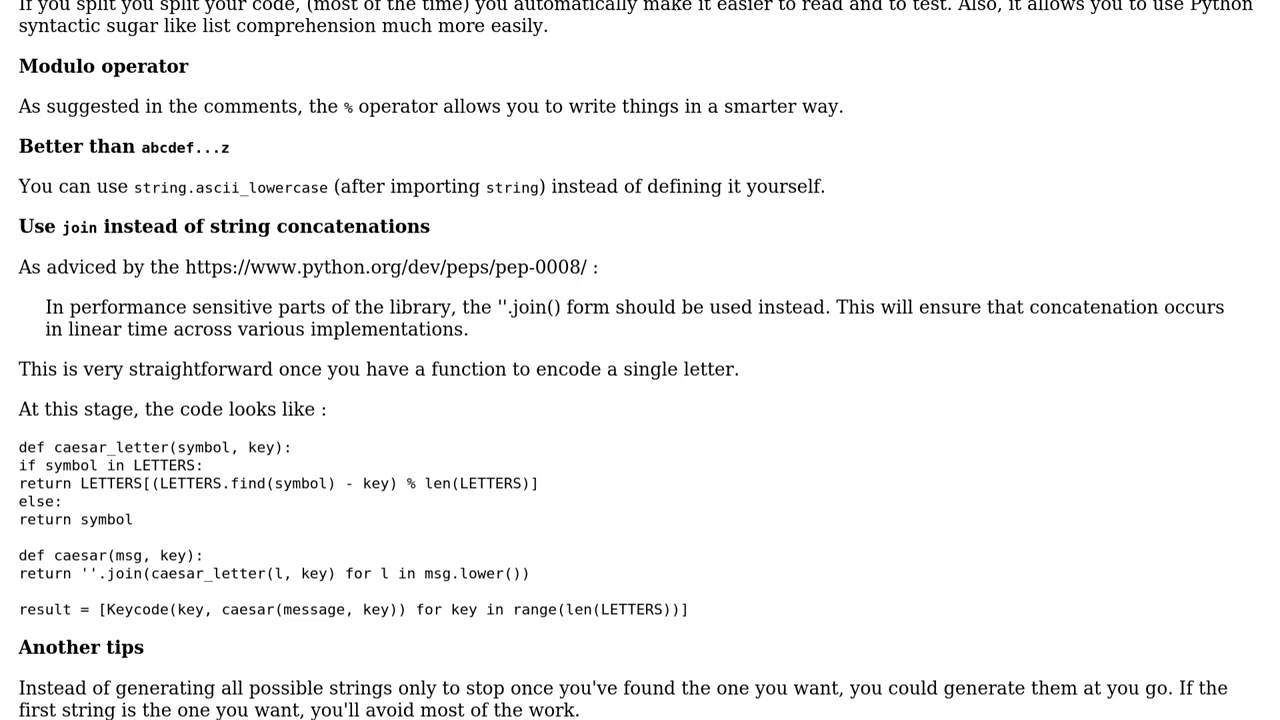 If you split you split your code, (most of the time) you automatically make it easier to read and to test. Also, it allows you to use Python
syntactic sugar like list comprehension much more easily.
Modulo operator
As suggested in the comments, the % operator allows you to write things in a smarter way.
Better than abcdef...z
You can use string.ascii_lowercase (after importing string) instead of defining it yourself.
Use join instead of string concatenations
As adviced by the https://www.python.org/dev/peps/pep-0008/ :
In performance sensitive parts of the library, the ''.join() form should be used instead. This will ensure that concatenation occurs
in linear time across various implementations.
This is very straightforward once you have a function to encode a single letter.
At this stage, the code looks like :
def caesar_letter(symbol, key):
if symbol in LETTERS:
return LETTERS[(LETTERS.find(symbol) - key) % len(LETTERS)]
else:
return symbol
def caesar(msg, key):
return ''.join(caesar_letter(l, key) for l in msg.lower())
result = [Keycode(key, caesar(message, key)) for key in range(len(LETTERS))]
Another tips
Instead of generating all possible strings only to stop once you've found the one you want, you could generate them at you go. If the
first string is the one you want, you'll avoid most of the work.